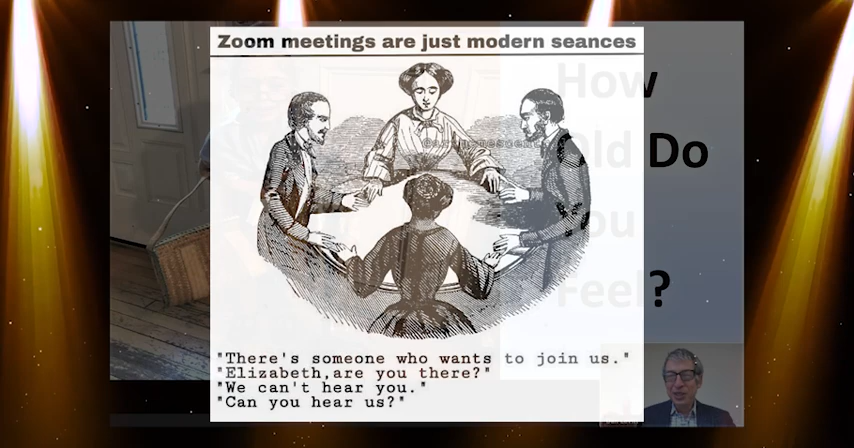 Zoom meetings are just modern seances
How
Old Do
You
Feel?
"There's someone who wants to join us."
"Elizabeth,are you there?"
"We can't hear you."
"Can you hear us?"